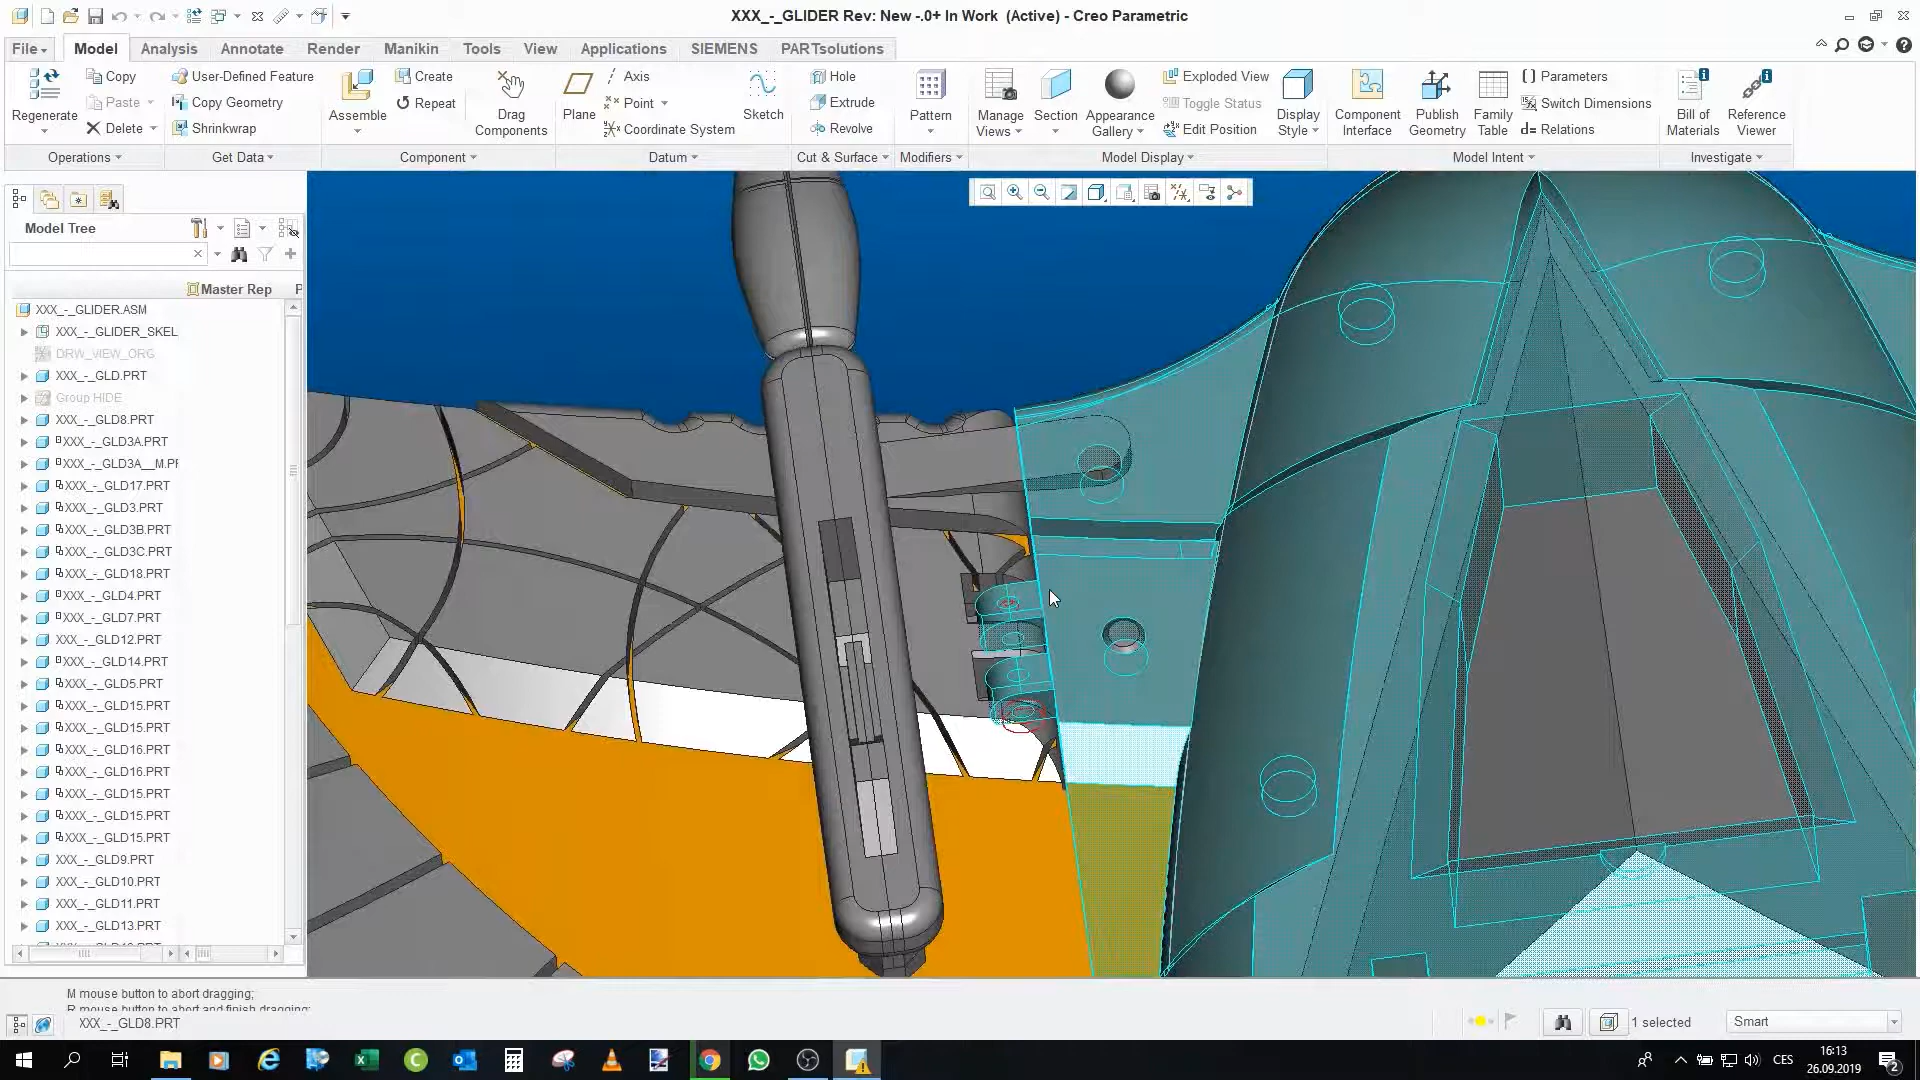 XXX_-_GLIDER Rev: New -.0+ In Work (Active) - Creo Parametric
File Model Analysis Annotate Render Manikin Tools View Applications SIEMENS PARTsolutions
Regenerate
Copy
Paste
Delete
Operations
User-Defined Feature
Copy Geometry
Shrinkwrap
Get Data
Assemble
Create
Repeat
Drag
Components
Component
Plane
Axis
Point
Coordinate System
Sketch
Datum
Hole
Extrude
Revolve
Cut & Surface
Pattern
Modifiers
Manage
Views
Section
Appearance
Gallery
Exploded View
Toggle Status
Edit Position
Display
Style
Model Display
Component
Interface
Publish
Geometry
Family
Table
Parameters
Switch Dimensions
d= Relations
Model Intent
Bill of
Materials
Reference
Viewer
Investigate
Model Tree
Master Rep P
XXX_-_GLIDER.ASM
XXX_-_GLIDER_SKEL
DRW_VIEW_ORG
XXX_-_GLD.PRT
Group HIDE
XXX_-_GLD8.PRT
XXX_-_GLD3A.PRT
XXX_-_GLD3A__M.PF
XXX_-_GLD17.PRT
XXX_-_GLD3.PRT
XXX_-_GLD3B.PRT
XXX_-_GLD3C.PRT
XXX_-_GLD18.PRT
XXX_-_GLD4.PRT
XXX_-_GLD7.PRT
XXX_-_GLD12.PRT
XXX_-_GLD14.PRT
XXX_-_GLD5.PRT
XXX_-_GLD15.PRT
XXX_-_GLD15.PRT
XXX_-_GLD16.PRT
XXX_-_GLD16.PRT
XXX_-_GLD15.PRT
XXX_-_GLD15.PRT
XXX_-_GLD15.PRT
XXX_-_GLD9.PRT
XXX_-_GLD10.PRT
XXX_-_GLD11.PRT
XXX_-_GLD13.PRT
M mouse button to abort dragging;
R mouse button to abort and finish dragging;
XXX_-_GLD8.PRT
1 selected
Smart
CES
16:13
26.09.2019
2